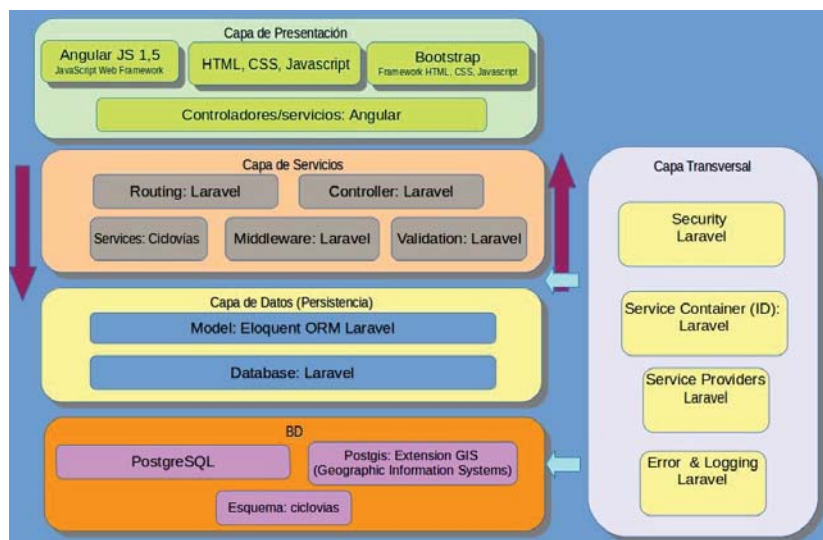 Capa de Presentación
Angular JS 1,5
JavaScript Web Framework
HTML, CSS, Javascript
Bootstrap
Framework HTML, CSS, Javascript
Controladores/servicios: Angular
Capa de Servicios
Routing: Laravel
Controller: Laravel
Services: Ciclovías
Middleware: Laravel
Validation: Laravel
Capa de Datos (Persistencia)
Model: Eloquent ORM Laravel
Database: Laravel
BD
PostgreSQL
Postgis: Extension GIS
(Geographic Information Systems)
Esquema: ciclovias
Capa Transversal
Security
Laravel
Service Container (ID):
Laravel
Service Providers
Laravel
Error & Logging
Laravel